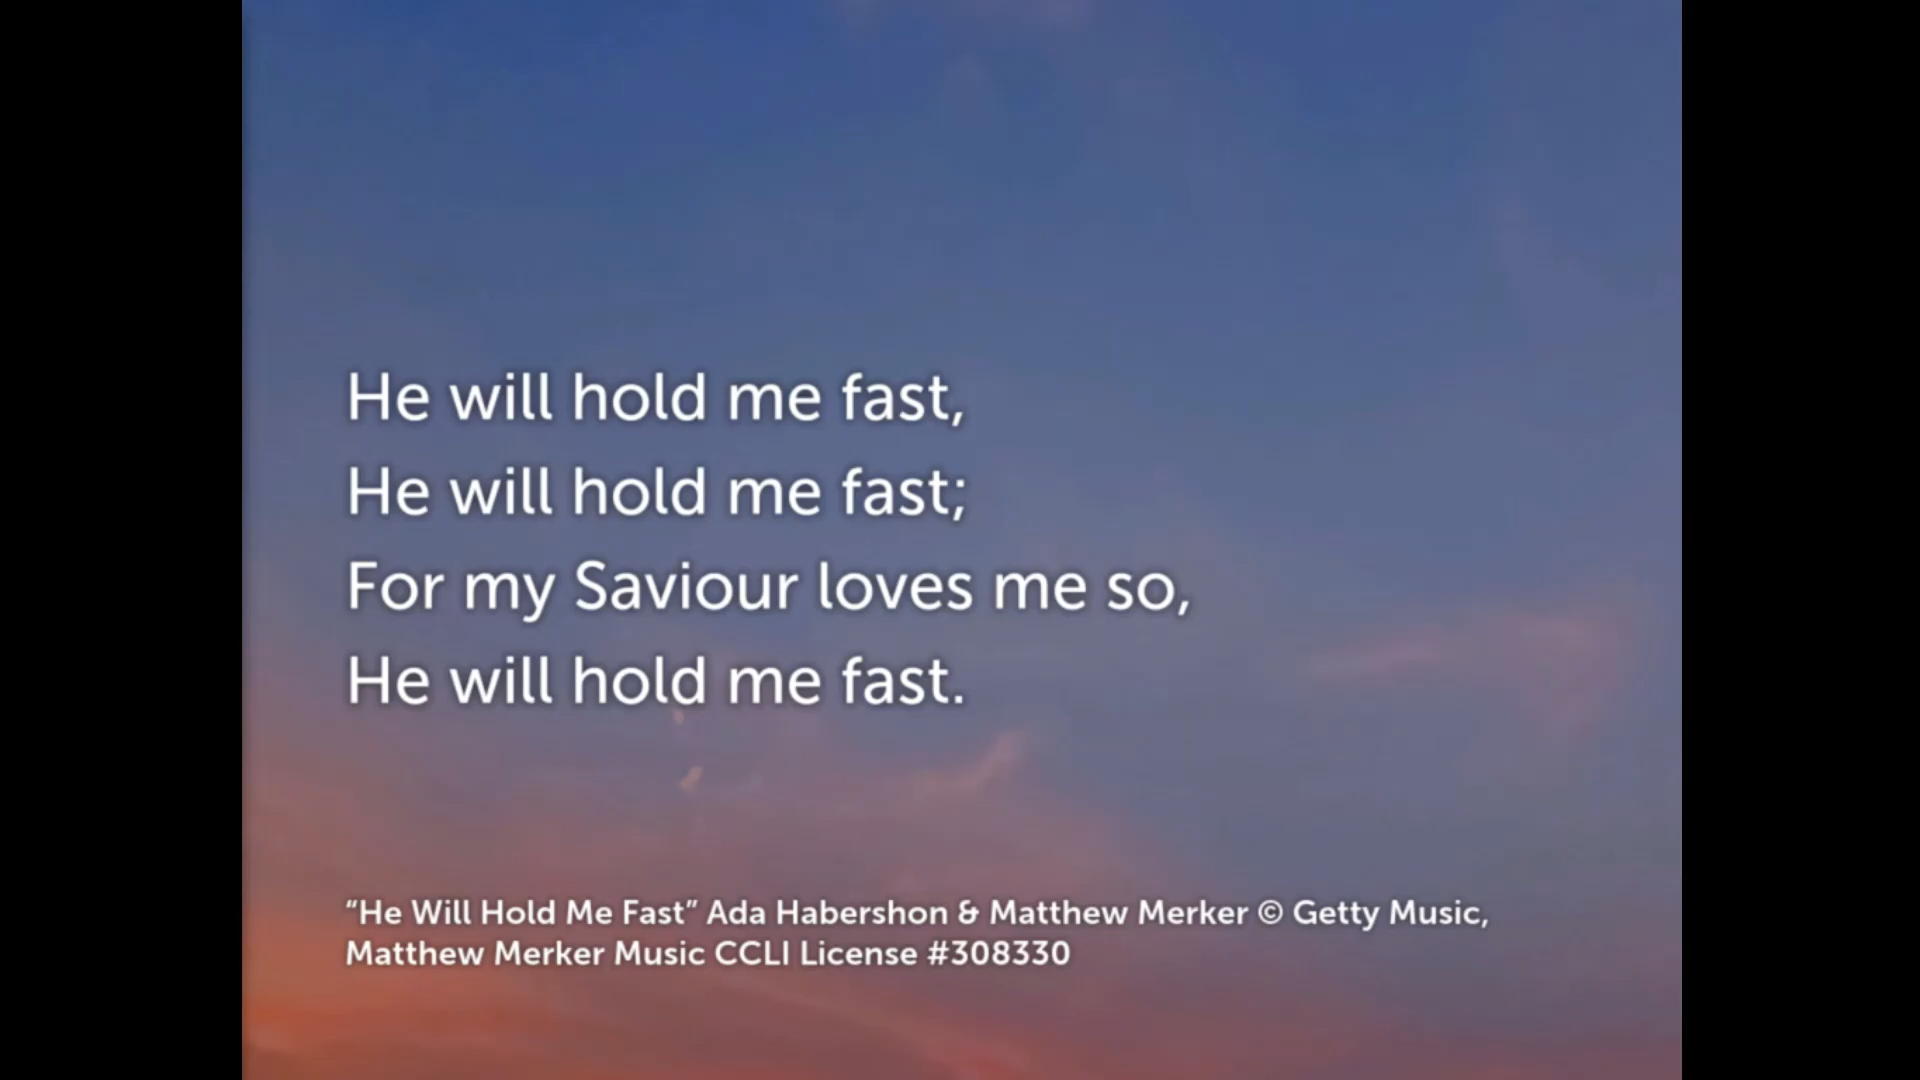 He will hold me fast,
He will hold me fast;
For my Saviour loves me so,
He will hold me fast.
“He Will Hold Me Fast” Ada Habershon & Matthew Merker © Getty Music,
Matthew Merker Music CCLI License #308330